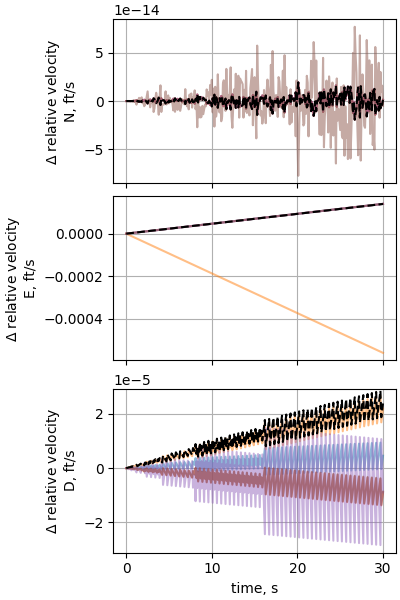 1e−14
Δ relative velocity
N, ft/s
5
0
−5
Δ relative velocity
E, ft/s
0.0000
−0.0002
−0.0004
1e−5
Δ relative velocity
D, ft/s
2
0
−2
0
10
20
30
time, s